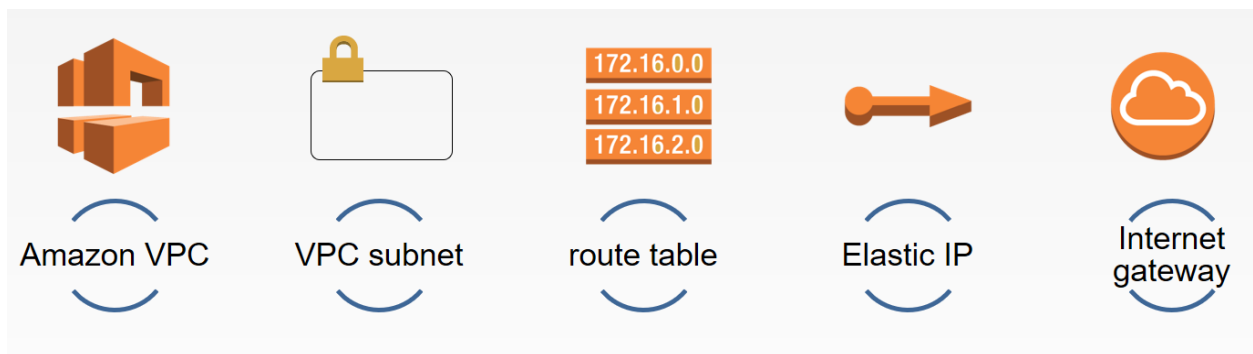 172.16.0.0
172.16.1.0
172.16.2.0
Amazon VPC
VPC subnet
route table
Elastic IP
Internet
gateway